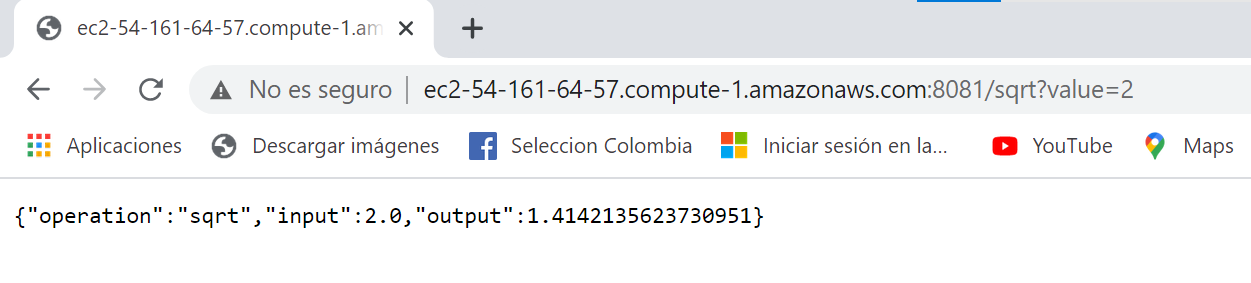 ec2-54-161-64-57.compute-1.am
No es seguro | ec2-54-161-64-57.compute-1.amazonaws.com:8081/sqrt?value=2
Aplicaciones Descargar imágenes Seleccion Colombia Iniciar sesión en la... YouTube Maps
{"operation":"sqrt","input":2.0,"output":1.4142135623730951}